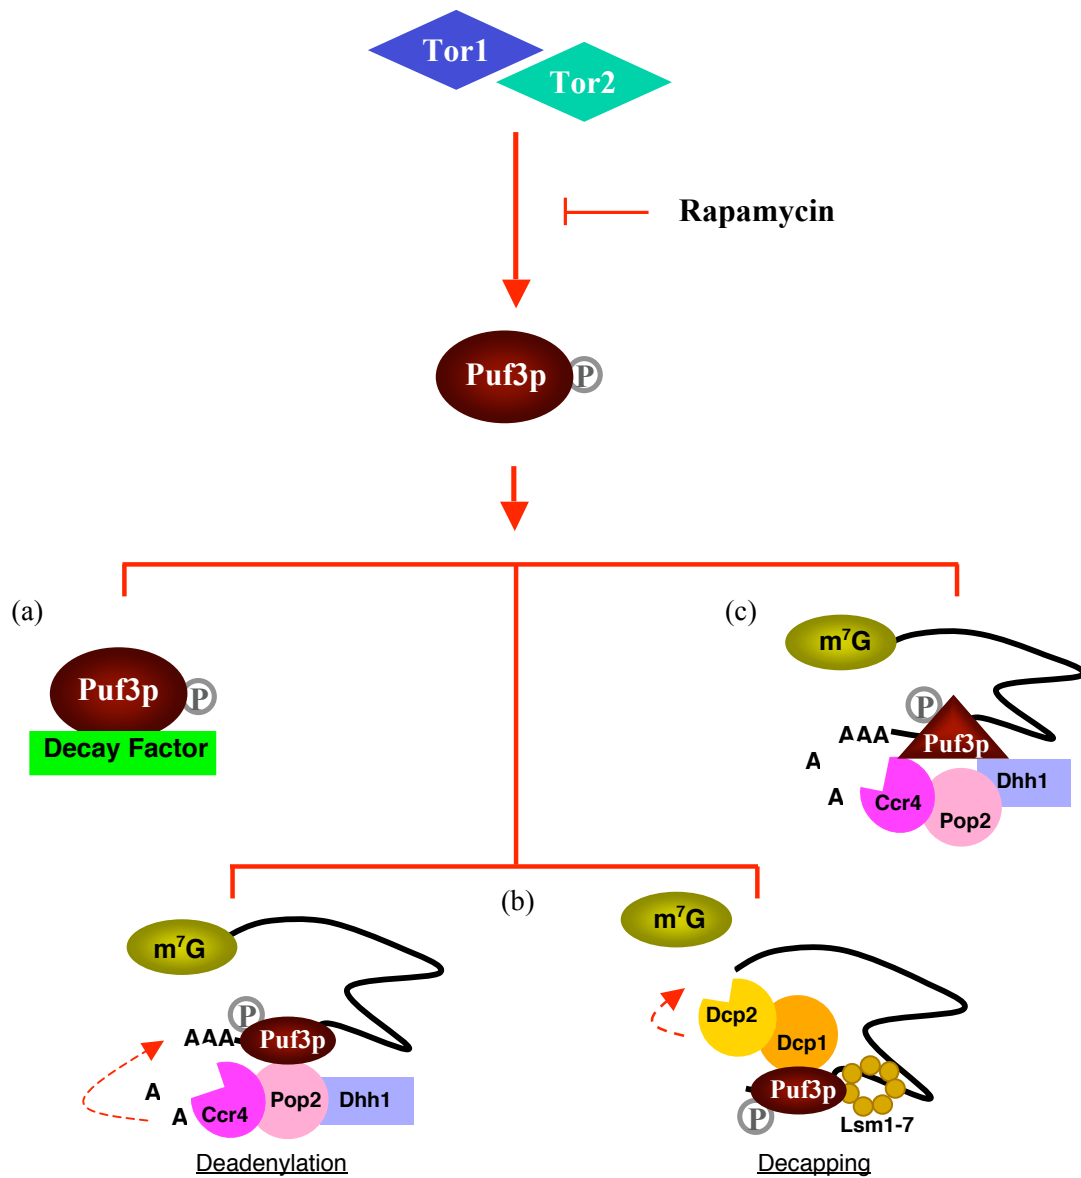 Tor1
Tor2
Rapamycin
Puf3p
P
(a)
Puf3p
P
Decay Factor
(c)
m⁷G
P
AAA
Puf3p
A
A
Ccr4
Pop2
Dhh1
(b)
m⁷G
P
AAA
Puf3p
A
A
Ccr4
Pop2
Dhh1
Deadenylation
m⁷G
Dcp2
Dcp1
Puf3p
P
Lsm1-7
Decapping